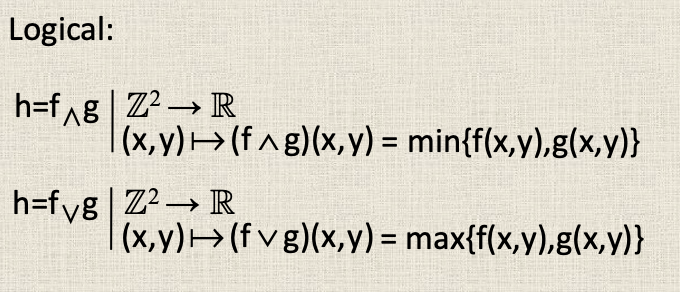 Logical:
h=f∧g | ℤ² → ℝ
(x,y) ↦ (f ∧ g)(x,y) = min{f(x,y),g(x,y)}
h=f∨g | ℤ² → ℝ
(x,y) ↦ (f ∨ g)(x,y) = max{f(x,y),g(x,y)}